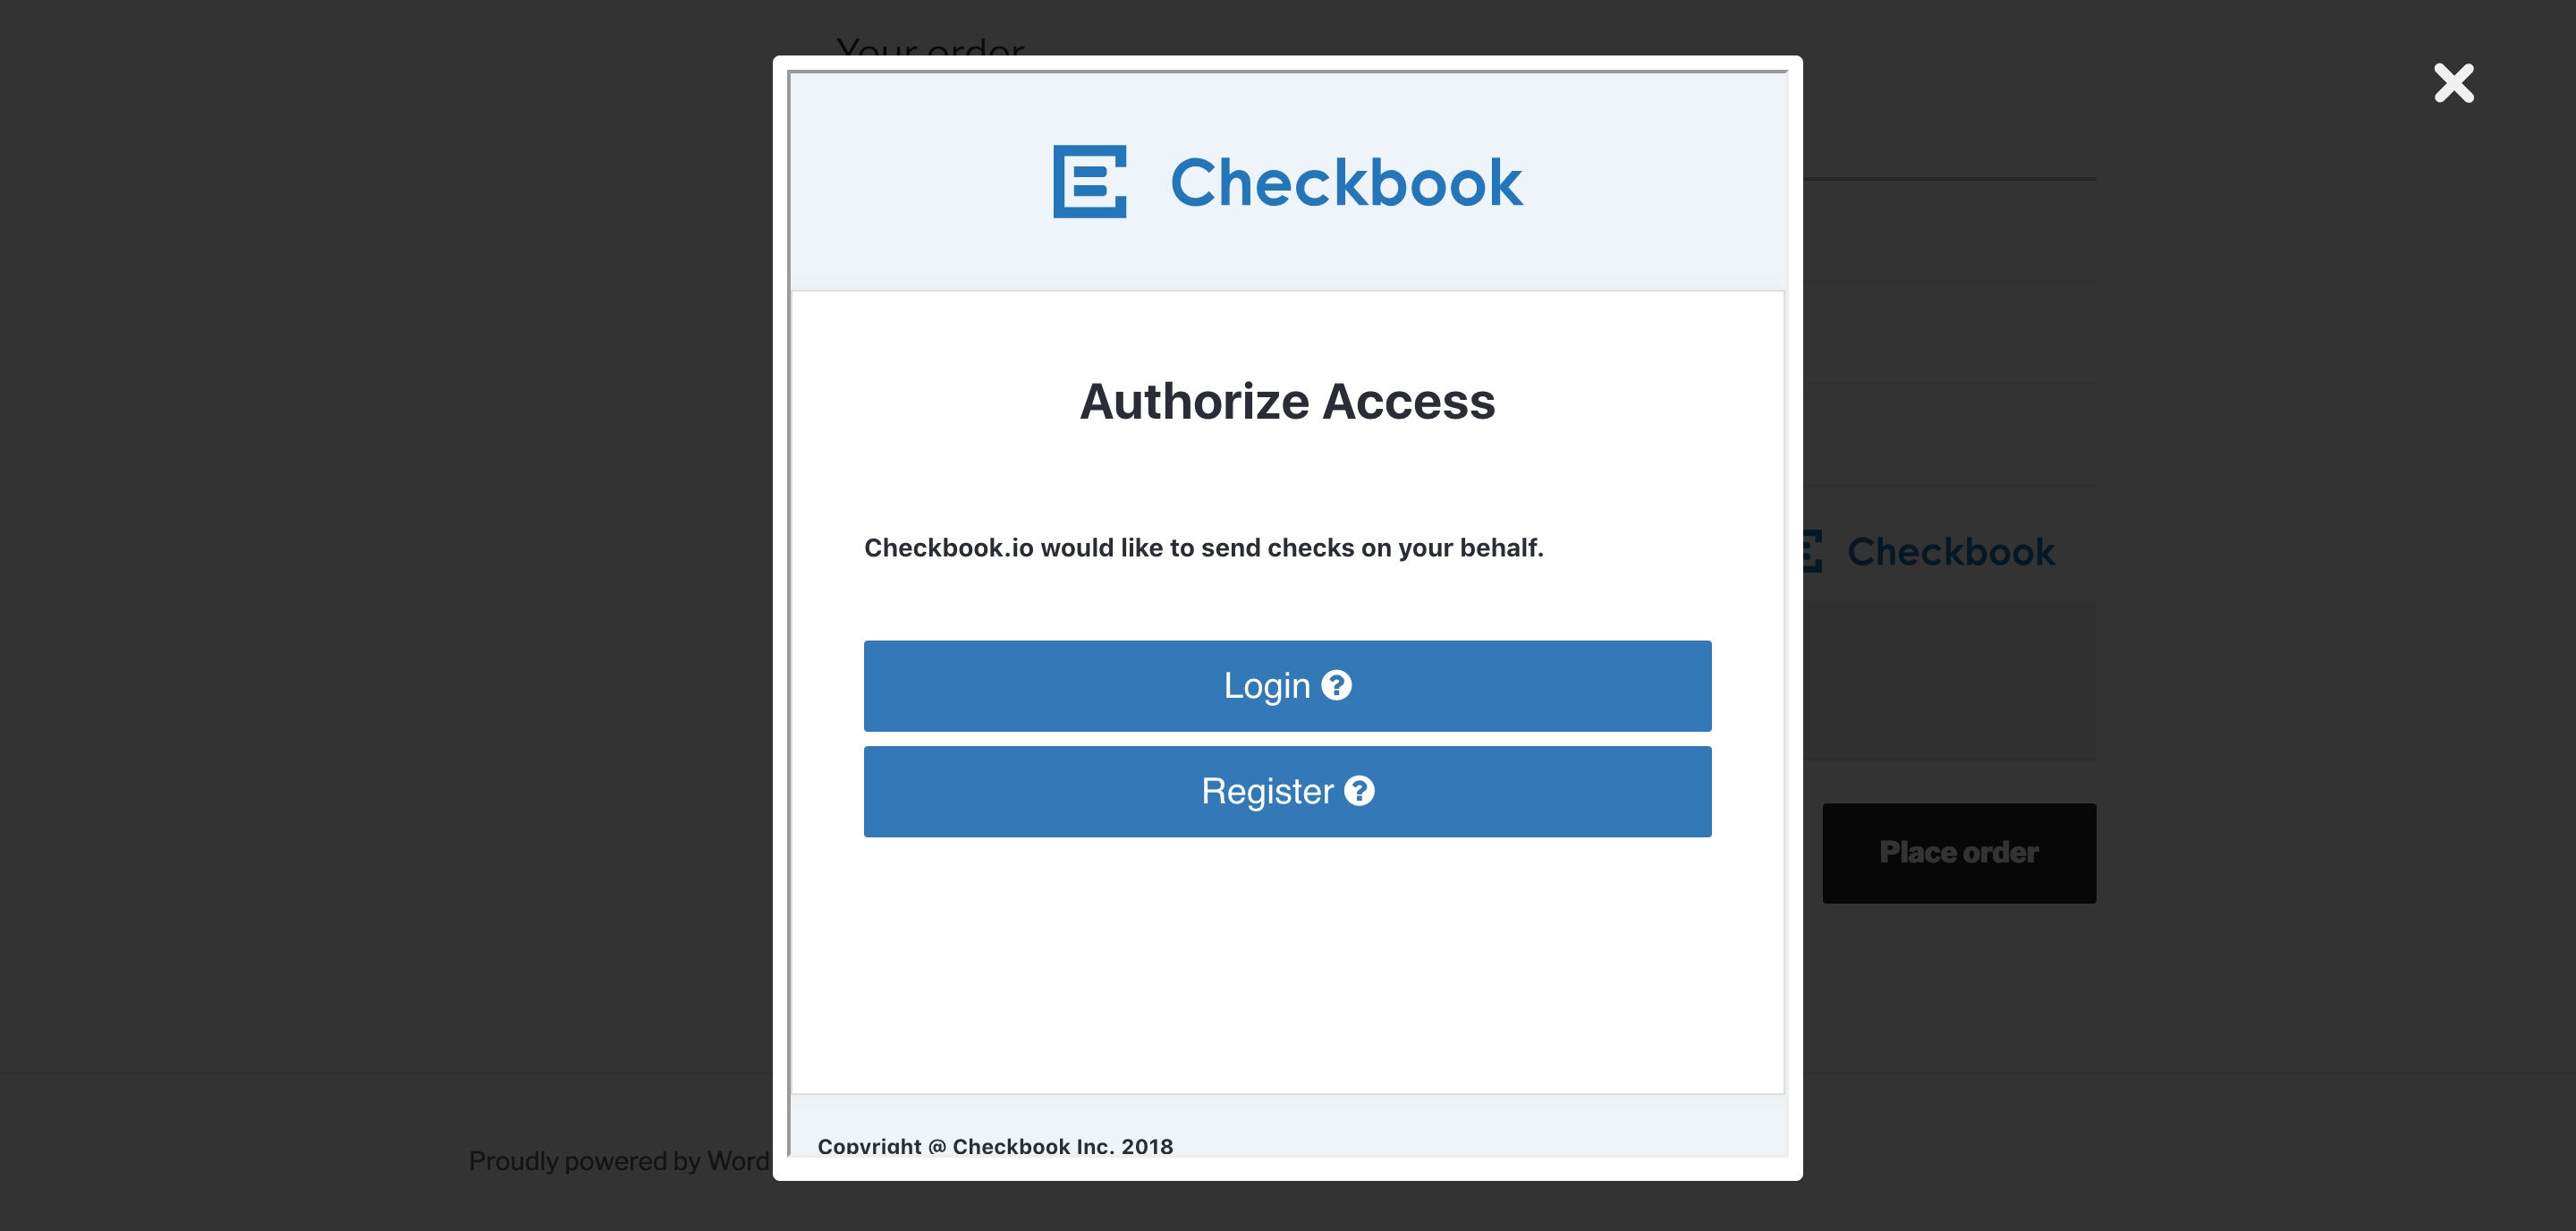 Your order
Checkbook
Authorize Access
Checkbook.io would like to send checks on your behalf.
Login
Register
Checkbook
Place order
Copyright @ Checkbook Inc. 2018
Proudly powered by Word